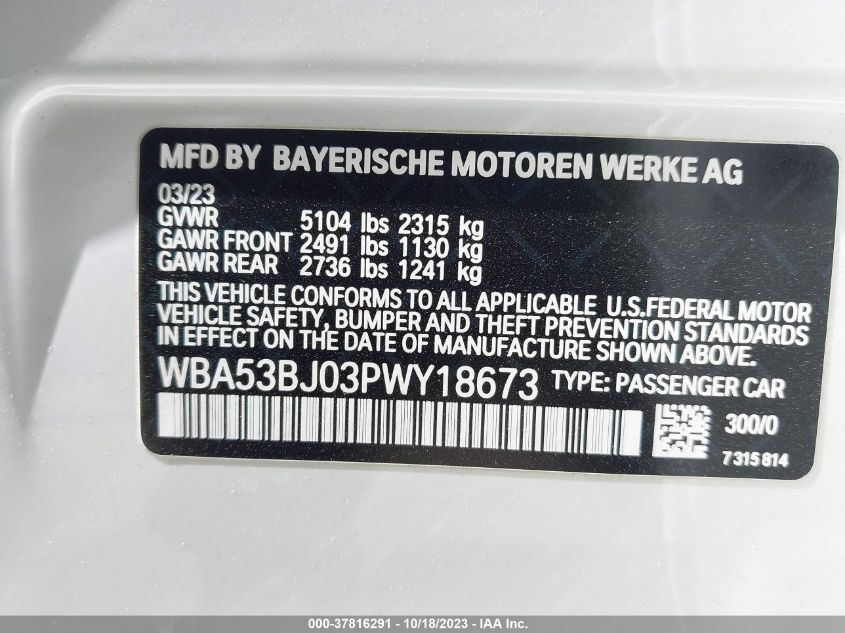 MFD BY BAYERISCHE MOTOREN WERKE AG
03/23
GVWR 5104 lbs 2315 kg
GAWR FRONT 2491 lbs 1130 kg
GAWR REAR 2736 lbs 1241 kg
THIS VEHICLE CONFORMS TO ALL APPLICABLE U.S.FEDERAL MOTOR
VEHICLE SAFETY, BUMPER AND THEFT PREVENTION STANDARDS
IN EFFECT ON THE DATE OF MANUFACTURE SHOWN ABOVE.
WBA53BJ03PWY18673 TYPE: PASSENGER CAR
300/0
7315814
000-37816291 - 10/18/2023 - IAA Inc.